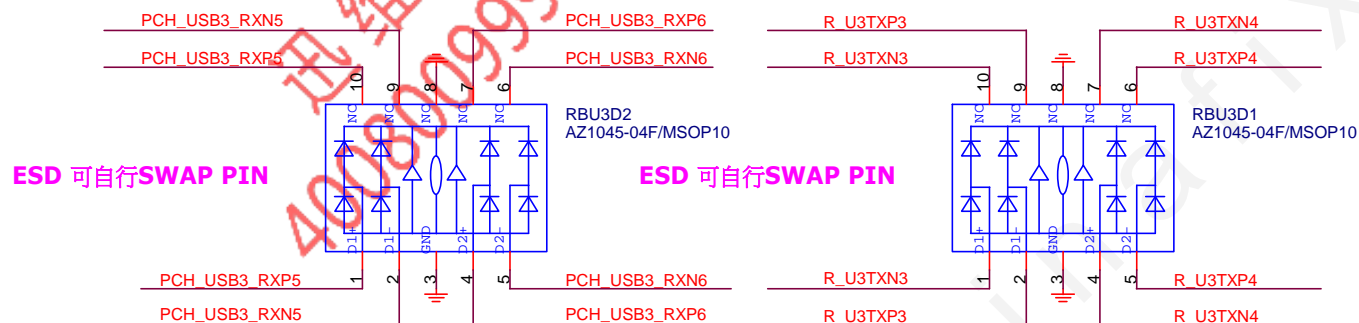 PCH_USB3_RXN5 PCH_USB3_RXP6 R_U3TXP3 R_U3TXN4
PCH_USB3_RXP5 PCH_USB3_RXN6 R_U3TXN3 R_U3TXP4
10 9 8 7 6 10 9 8 7 6
NC NC NC NC NC NC NC NC
RBU3D2 RBU3D1
AZ1045-04F/MSOP10 AZ1045-04F/MSOP10
ESD 可自行SWAP PIN ESD 可自行SWAP PIN
D1+ D1- GND D2+ D2- D1+ D1- GND D2+ D2-
1 2 3 4 5 1 2 3 4 5
PCH_USB3_RXP5 PCH_USB3_RXN6 R_U3TXN3 R_U3TXP4
PCH_USB3_RXN5 PCH_USB3_RXP6 R_U3TXP3 R_U3TXN4
迅维
400800999